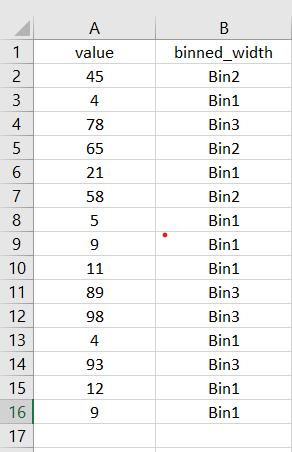 A B
1 value binned_width
2 45 Bin2
3 4 Bin1
4 78 Bin3
5 65 Bin2
6 21 Bin1
7 58 Bin2
8 5 Bin1
9 9 Bin1
10 11 Bin1
11 89 Bin3
12 98 Bin3
13 4 Bin1
14 93 Bin3
15 12 Bin1
16 9 Bin1
17